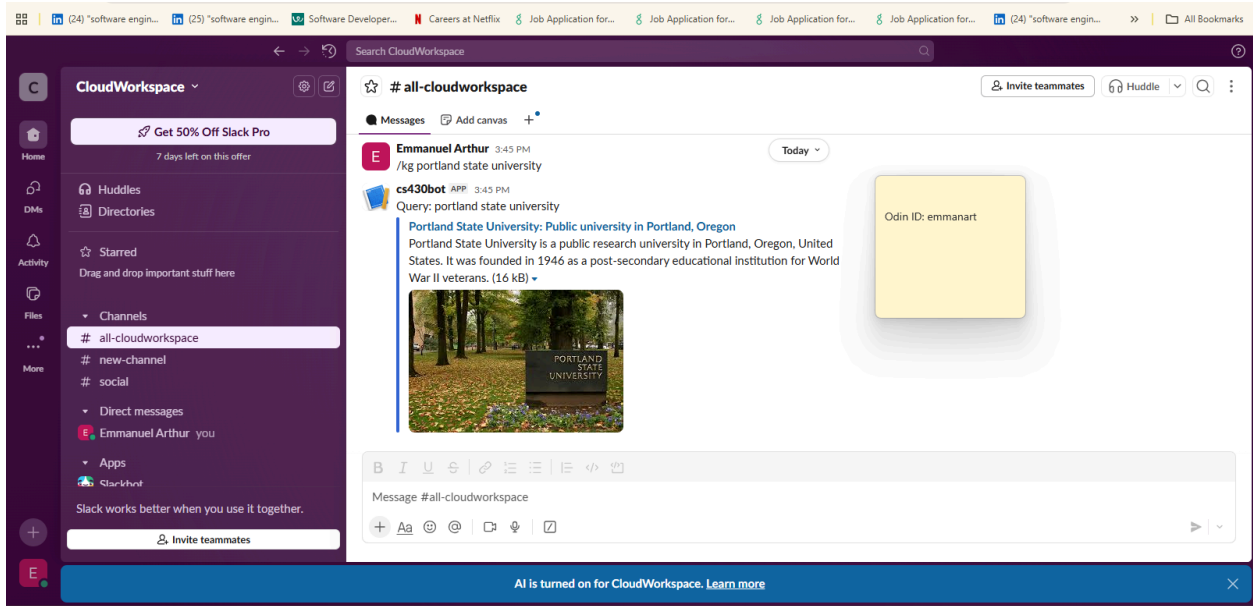 (24) "software engin...
(25) "software engin...
Software Developer...
Careers at Netflix
Job Application for...
Job Application for...
Job Application for...
Job Application for...
(24) "software engin...
»
All Bookmarks
Search CloudWorkspace
C
Home
DMs
Activity
Files
More
E
CloudWorkspace
Get 50% Off Slack Pro
7 days left on this offer
Huddles
Directories
Starred
Drag and drop important stuff here
Channels
# all-cloudworkspace
# new-channel
# social
Direct messages
E Emmanuel Arthur you
Apps
Slackbot
Slack works better when you use it together.
Invite teammates
# all-cloudworkspace
Invite teammates
Huddle
Messages
Add canvas
Today
E
Emmanuel Arthur 3:45 PM
/kg portland state university
cs430bot APP 3:45 PM
Query: portland state university
Portland State University: Public university in Portland, Oregon
Portland State University is a public research university in Portland, Oregon, United
States. It was founded in 1946 as a post-secondary educational institution for World
War II veterans. (16 kB)
PORTLAND
STATE
UNIVERSITY
Odin ID: emmanart
B I U S
Message #all-cloudworkspace
Aa @
AI is turned on for CloudWorkspace. Learn more